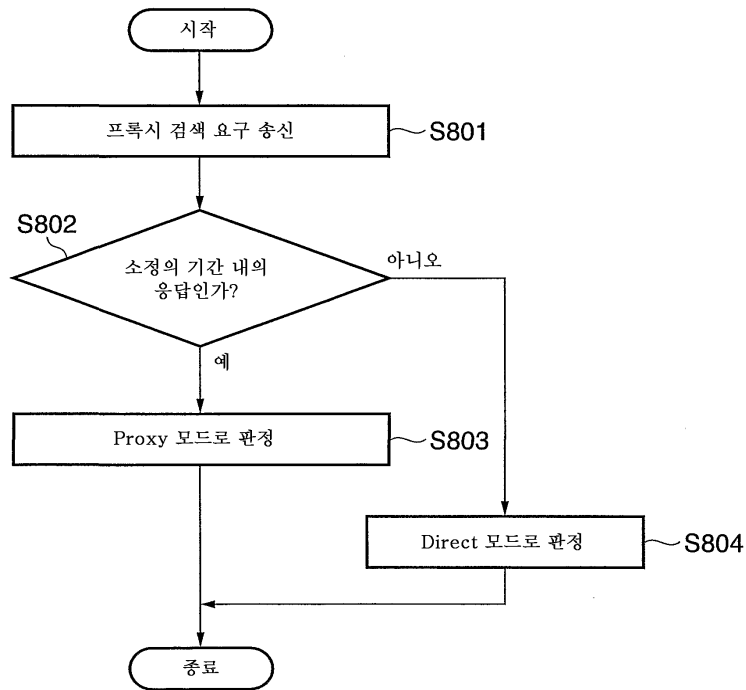 시작
프록시 검색 요구 송신
S801
S802
소정의 기간 내의
응답인가?
아니오
예
Proxy 모드로 판정
S803
Direct 모드로 판정
S804
종료